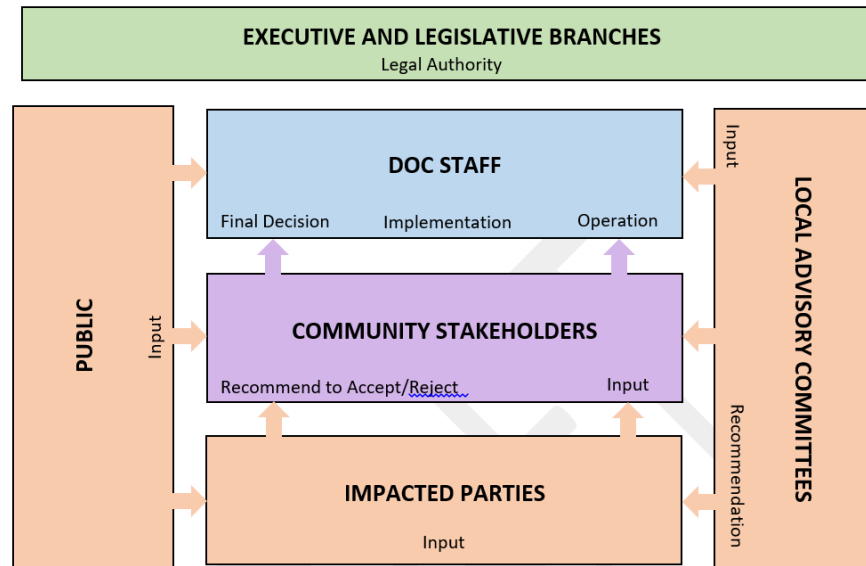 EXECUTIVE AND LEGISLATIVE BRANCHES
Legal Authority
PUBLIC
Input
DOC STAFF
Final Decision Implementation Operation
COMMUNITY STAKEHOLDERS
Recommend to Accept/Reject Input
IMPACTED PARTIES
Input
LOCAL ADVISORY COMMITTEES
Input
Recommendation